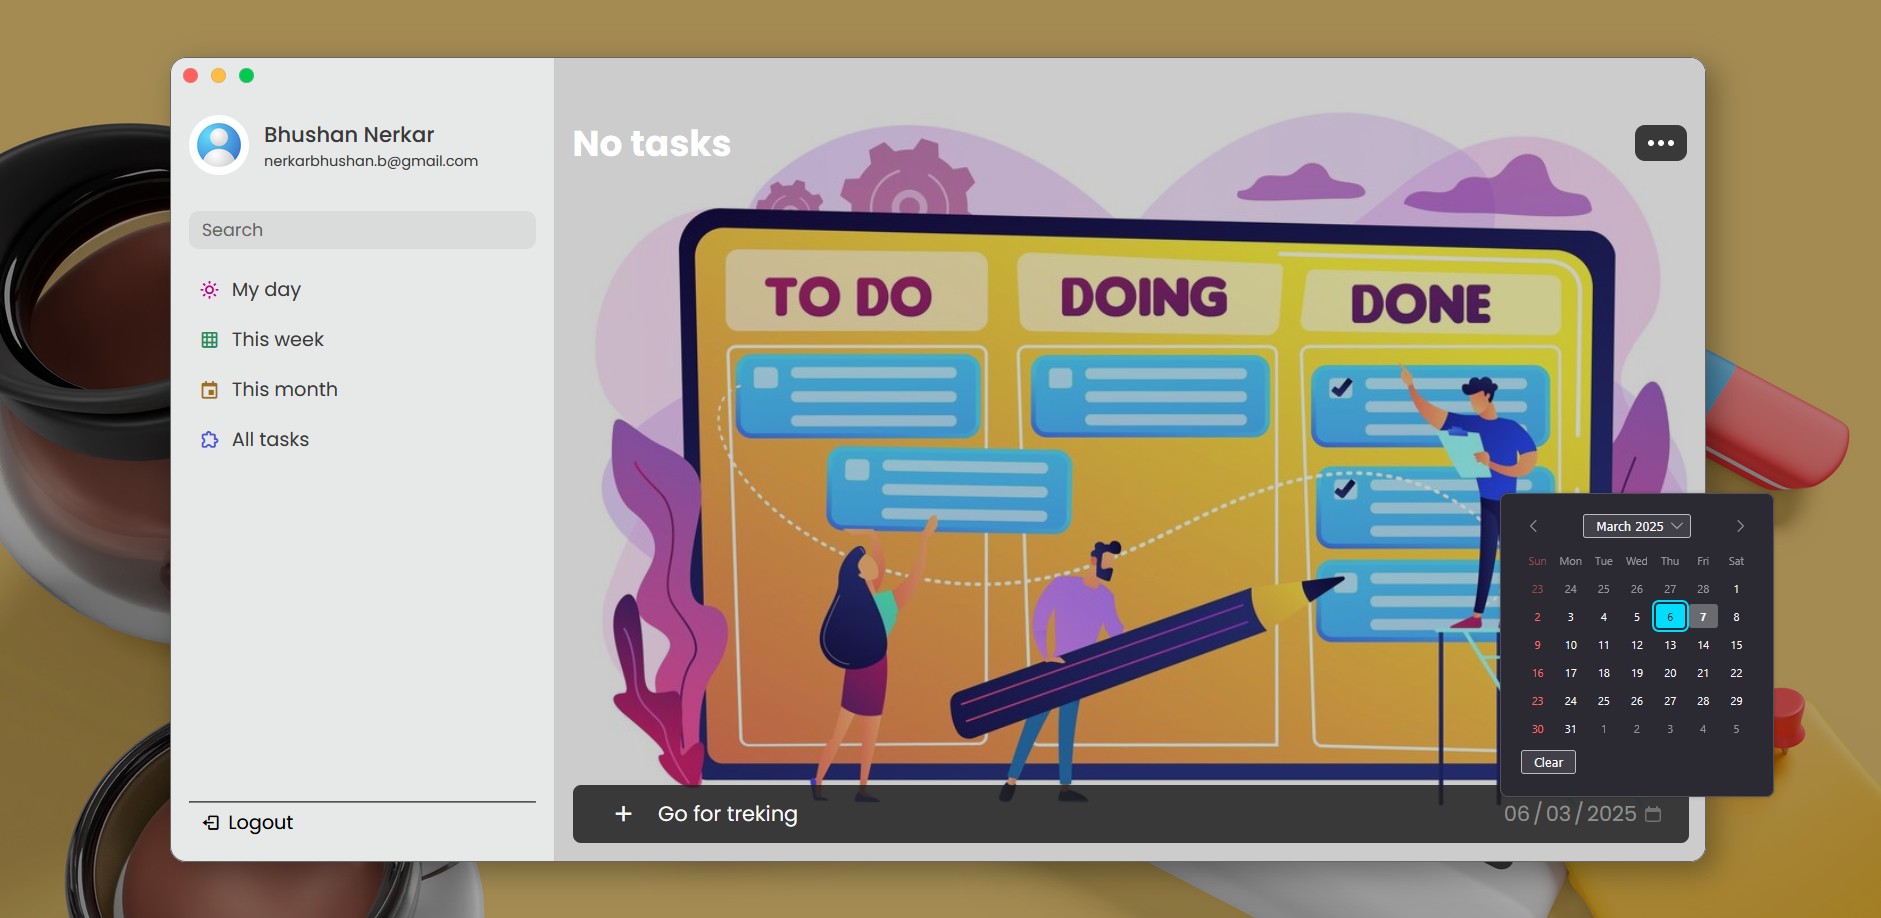 Bhushan Nerkar
nerkarbhushan.b@gmail.com
Search
My day
This week
This month
All tasks
Logout
No tasks
TO DO
DOING
DONE
March 2025
Sun Mon Tue Wed Thu Fri Sat
23 24 25 26 27 28 1
2 3 4 5 6 7 8
9 10 11 12 13 14 15
16 17 18 19 20 21 22
23 24 25 26 27 28 29
30 31 1 2 3 4 5
Clear
Go for treking
06/03/2025